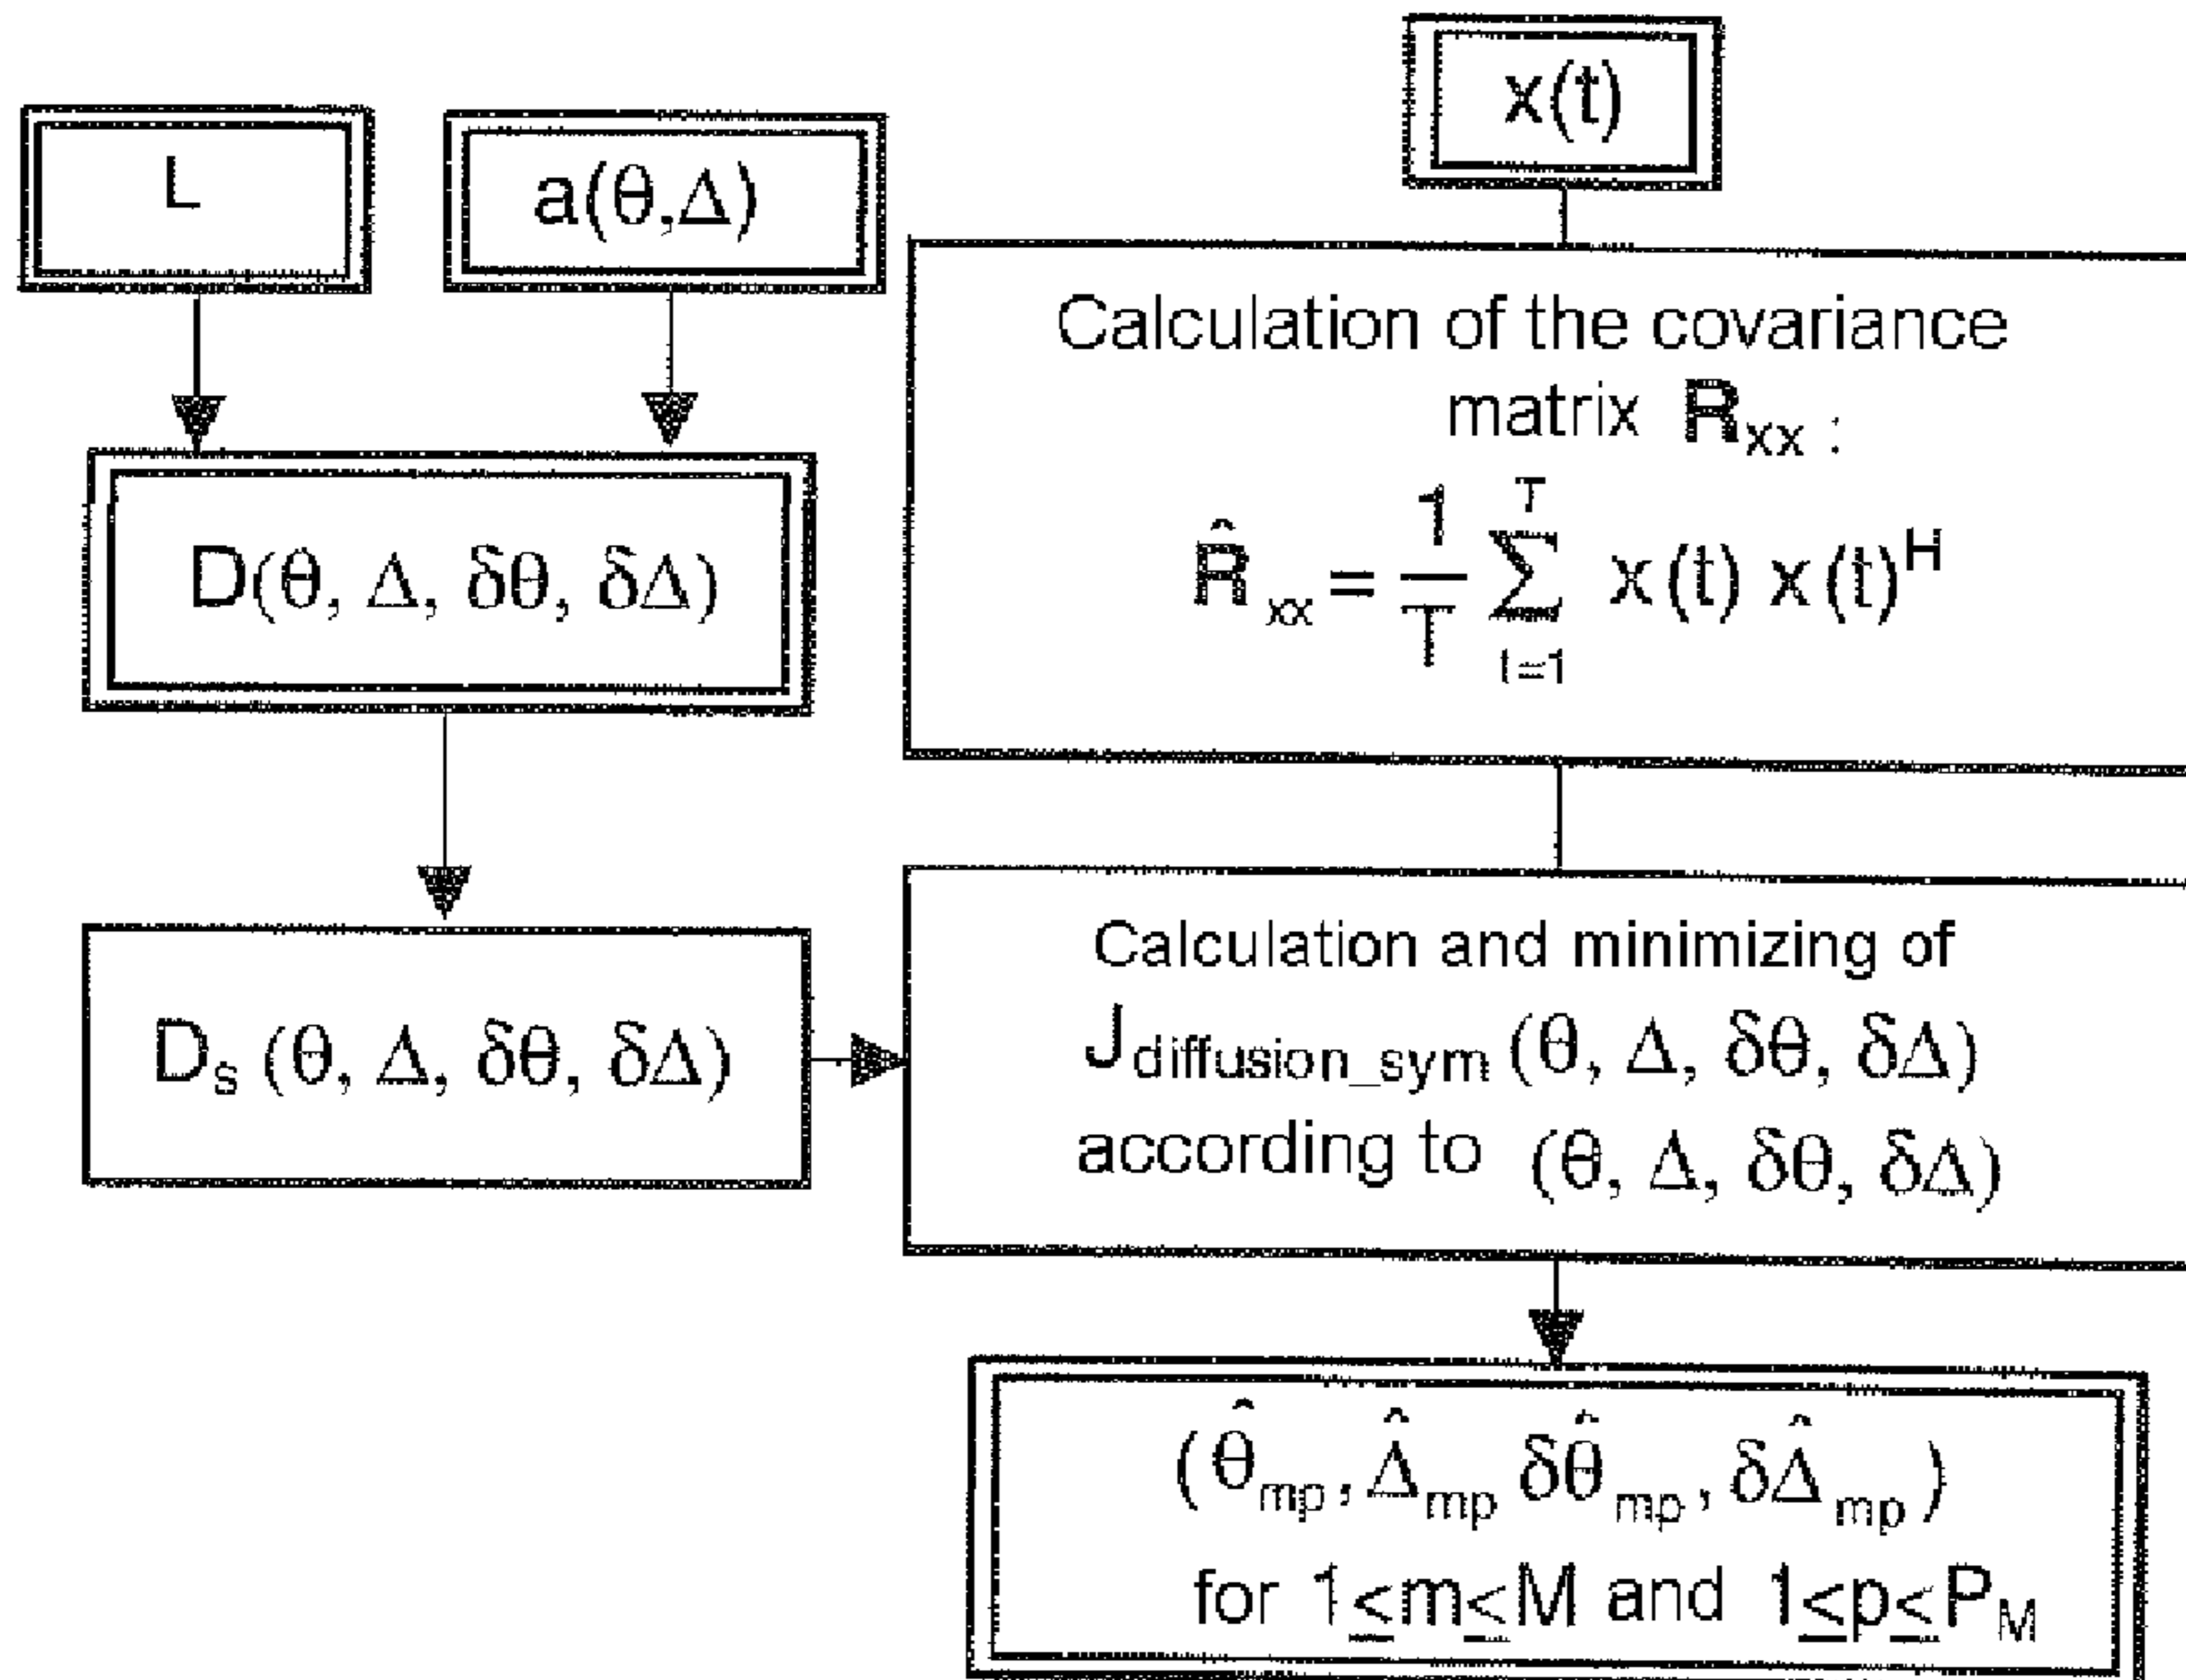 L
a(θ,Δ)
x(t)
Calculation of the covariance
matrix R_xx :
R̂_xx = 1/T ∑_{t=1}^{T} x(t) x(t)^H
D(θ, Δ, δθ, δΔ)
D_s (θ, Δ, δθ, δΔ)
Calculation and minimizing of
J_diffusion_sym (θ, Δ, δθ, δΔ)
according to (θ, Δ, δθ, δΔ)
(θ̂_mp, Δ̂_mp δθ̂_mp, δΔ̂_mp)
for 1≤m≤M and 1≤p≤P_M